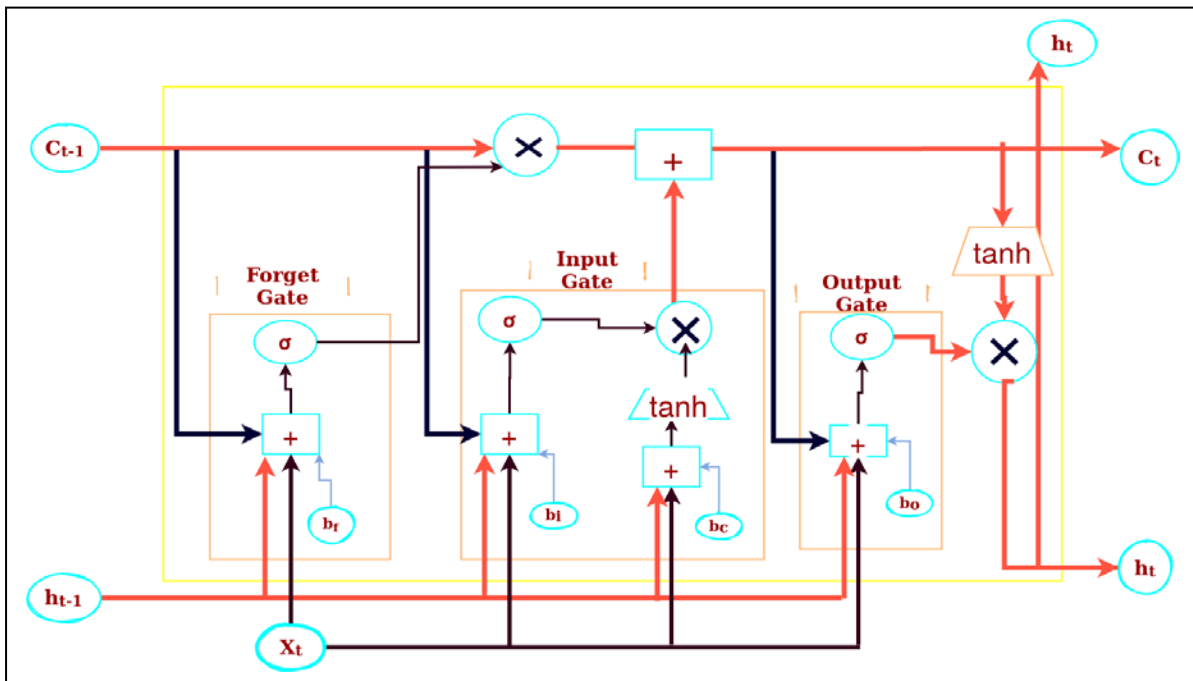 ht
Ct-1
×
+
Ct
tanh
Forget
Gate
Input
Gate
Output
Gate
σ
σ
×
σ
×
tanh
+
+
+
+
bf
bi
bc
bo
ht-1
ht
Xt